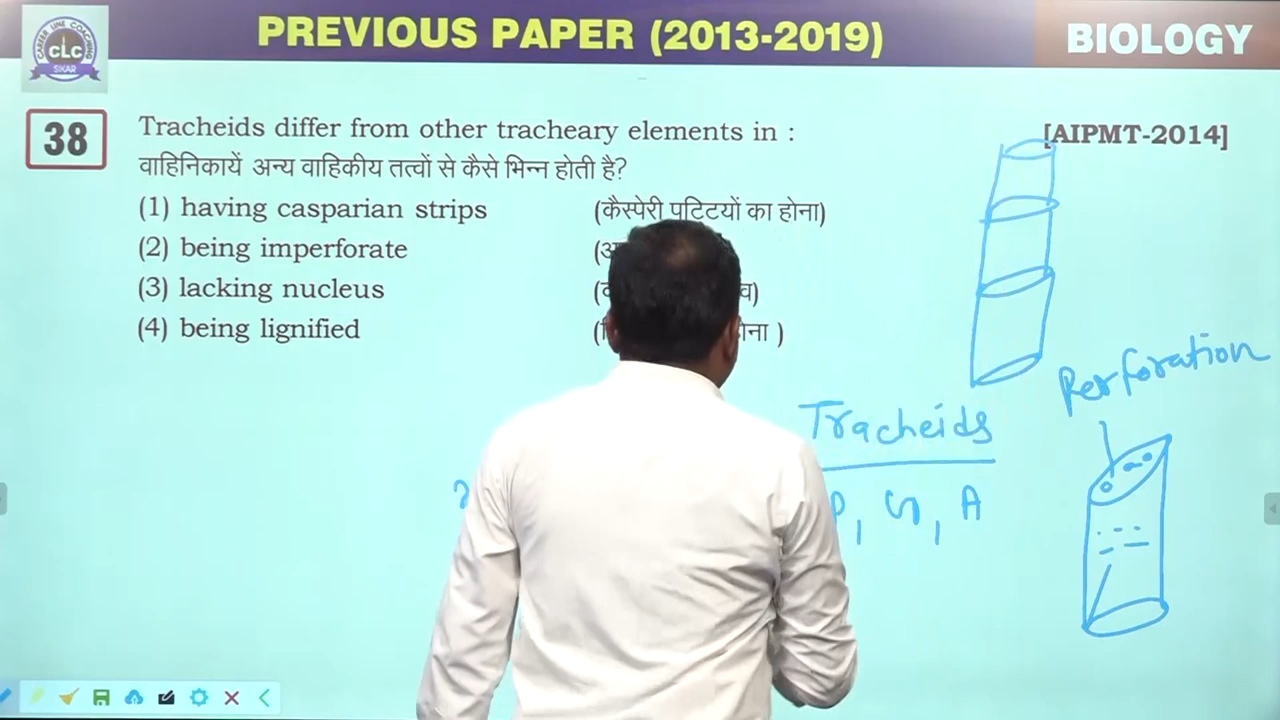 PREVIOUS PAPER (2013-2019)
BIOLOGY
CAREER LINE COACHING
CLC
SIKAR
38
Tracheids differ from other tracheary elements in :
[AIPMT-2014]
वाहिनिकायें अन्य वाहिकीय तत्वों से कैसे भिन्न होती है?
(1) having casparian strips (कैस्पेरी पटिटयों का होना)
(2) being imperforate
(3) lacking nucleus
(4) being lignified
Perforation
Tracheids
, G, A